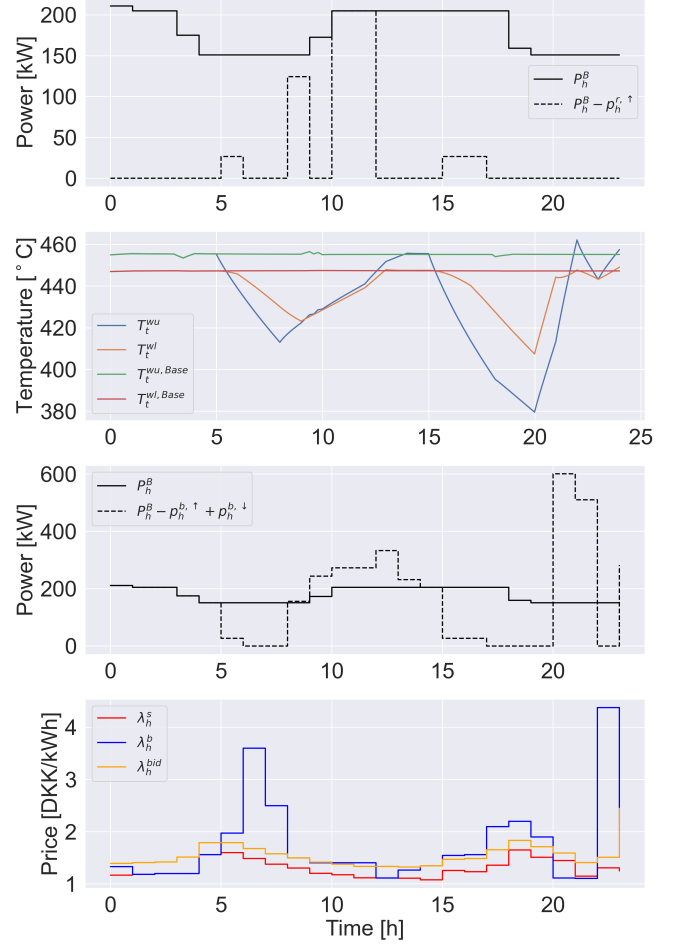 200
150
100
50
0
Power [kW]
P_h^B
P_h^B − p_h^{r,↑}
0 5 10 15 20
460
440
420
400
380
Temperature [°C]
T_t^{wu}
T_t^{wl}
T_t^{wu, Base}
T_t^{wl, Base}
0 5 10 15 20 25
600
400
200
0
Power [kW]
P_h^B
P_h^B − p_h^{b,↑} + p_h^{b,↓}
0 5 10 15 20
4
3
2
1
Price [DKK/kWh]
λ_h^s
λ_h^b
λ_h^{bid}
0 5 10 15 20
Time [h]